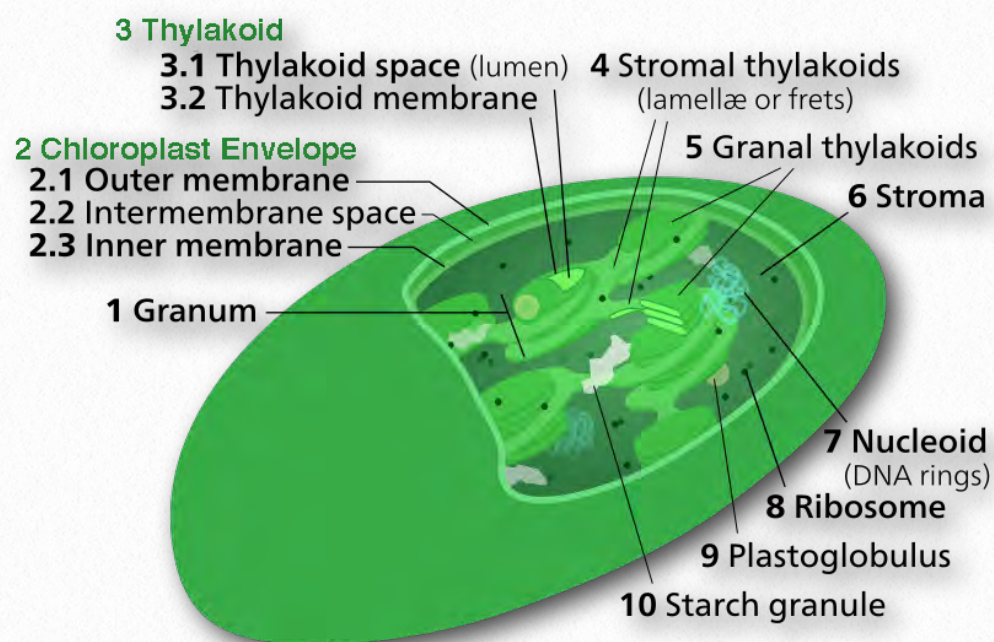 3 Thylakoid
3.1 Thylakoid space (lumen)
3.2 Thylakoid membrane
4 Stromal thylakoids
(lamellæ or frets)
5 Granal thylakoids
2 Chloroplast Envelope
2.1 Outer membrane
2.2 Intermembrane space
2.3 Inner membrane
6 Stroma
1 Granum
7 Nucleoid
(DNA rings)
8 Ribosome
9 Plastoglobulus
10 Starch granule